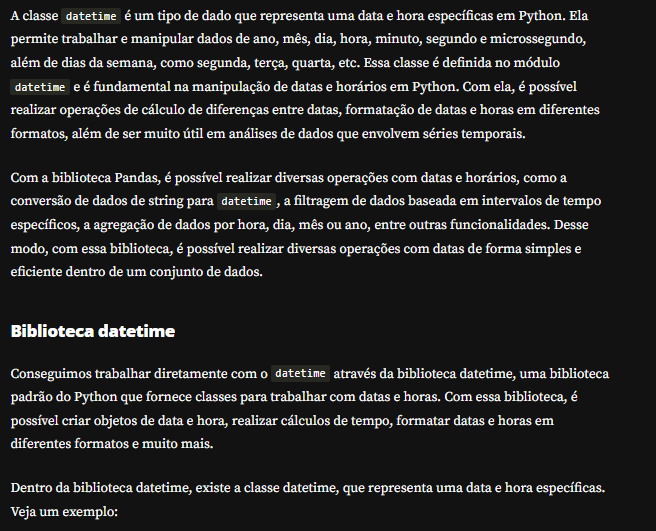 A classe datetime é um tipo de dado que representa uma data e hora específicas em Python. Ela
permite trabalhar e manipular dados de ano, mês, dia, hora, minuto, segundo e microssegundo,
além de dias da semana, como segunda, terça, quarta, etc. Essa classe é definida no módulo
datetime e é fundamental na manipulação de datas e horários em Python. Com ela, é possível
realizar operações de cálculo de diferenças entre datas, formatação de datas e horas em diferentes
formatos, além de ser muito útil em análises de dados que envolvem séries temporais.
Com a biblioteca Pandas, é possível realizar diversas operações com datas e horários, como a
conversão de dados de string para datetime, a filtragem de dados baseada em intervalos de tempo
específicos, a agregação de dados por hora, dia, mês ou ano, entre outras funcionalidades. Desse
modo, com essa biblioteca, é possível realizar diversas operações com datas de forma simples e
eficiente dentro de um conjunto de dados.
Biblioteca datetime
Conseguimos trabalhar diretamente com o datetime através da biblioteca datetime, uma biblioteca
padrão do Python que fornece classes para trabalhar com datas e horas. Com essa biblioteca, é
possível criar objetos de data e hora, realizar cálculos de tempo, formatar datas e horas em
diferentes formatos e muito mais.
Dentro da biblioteca datetime, existe a classe datetime, que representa uma data e hora específicas.
Veja um exemplo: